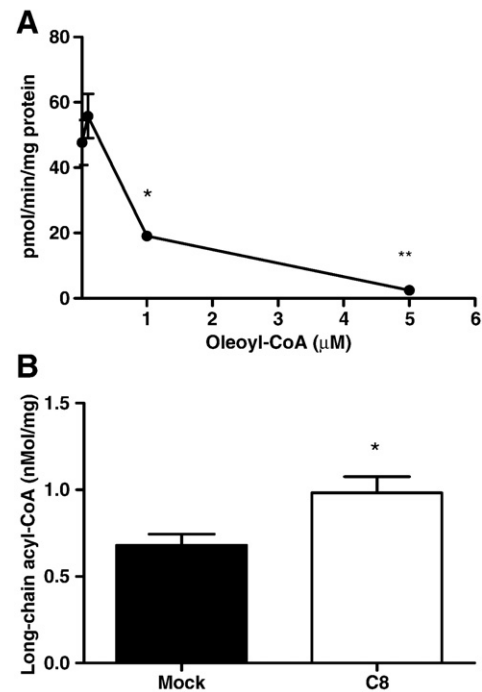 A
80
60
40
20
0
pmol/min/mg protein
*
**
1 2 3 4 5 6
Oleoyl-CoA (μM)
B
1.5
1.0
0.5
0.0
Long-chain acyl-CoA (nMol/mg)
*
Mock C8